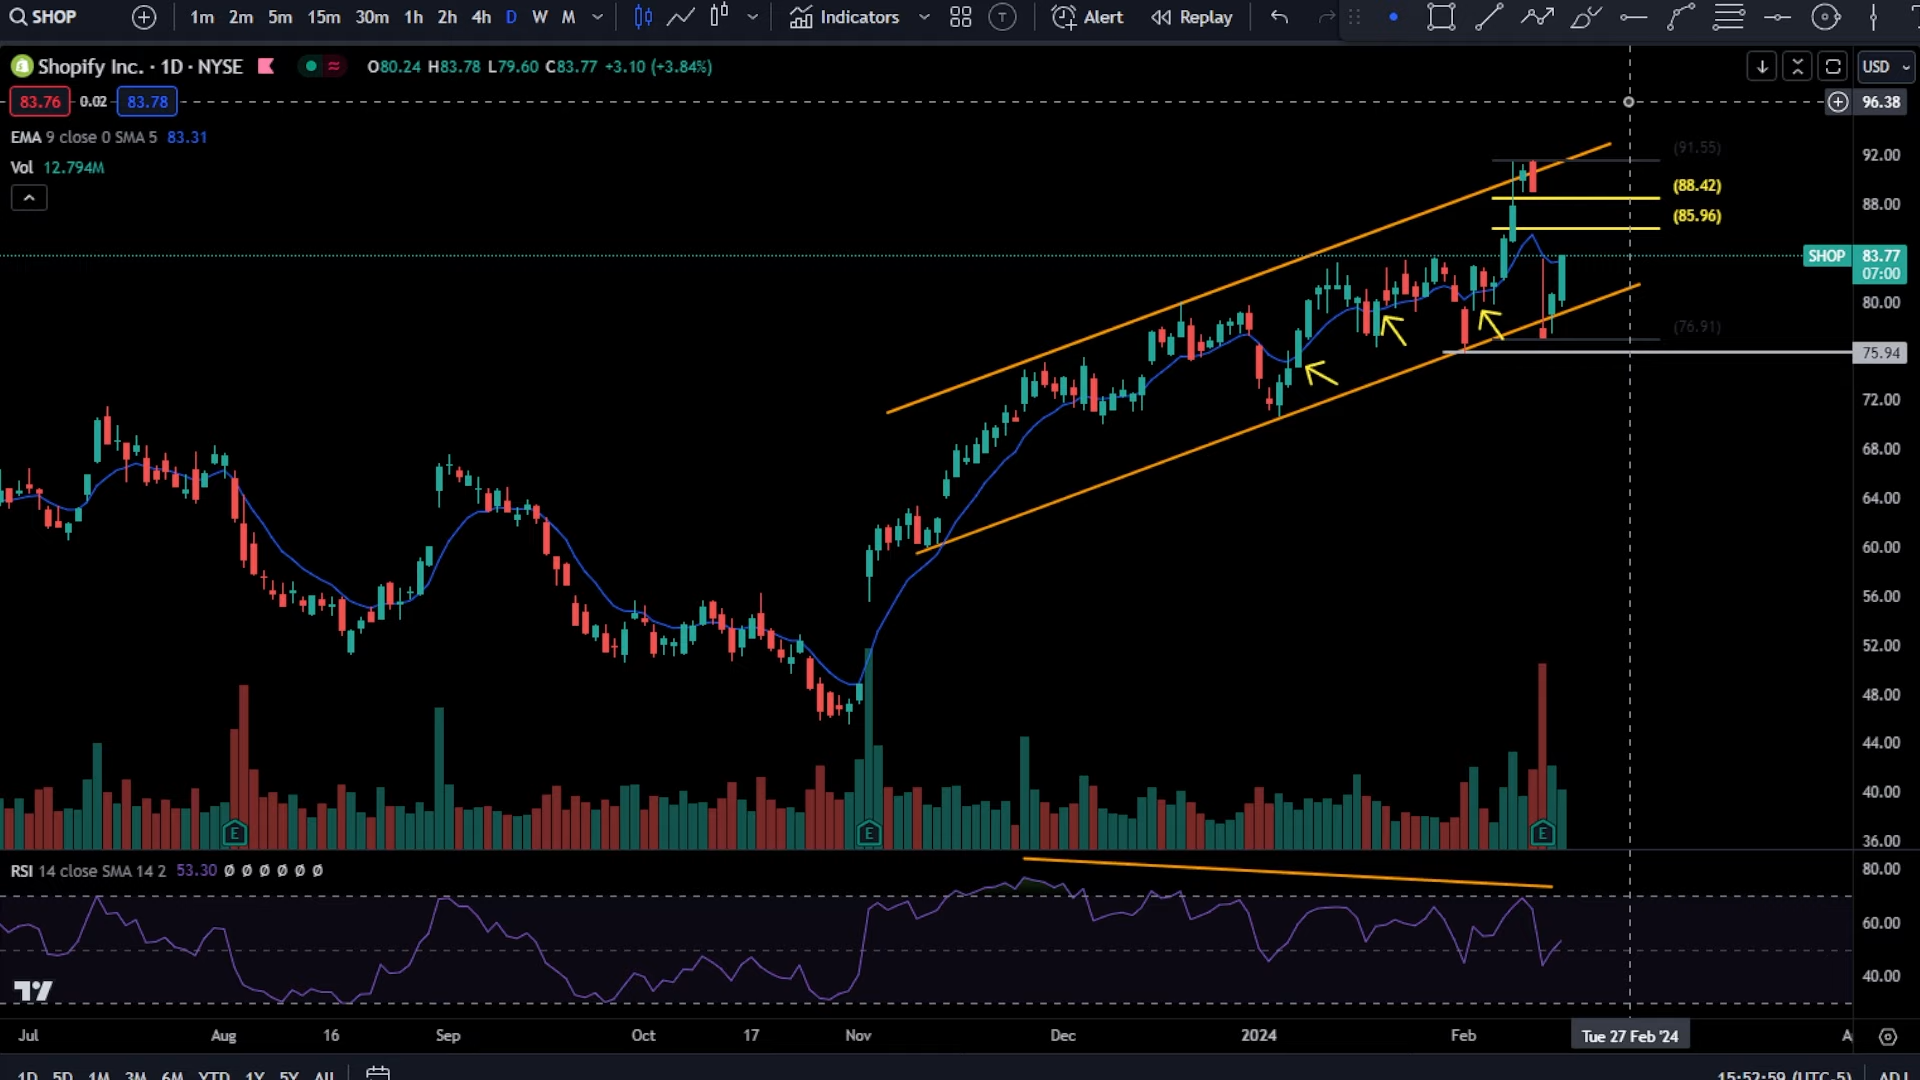 SHOP 1m 2m 5m 15m 30m 1h 2h 4h D W M Indicators T Alert Replay
Shopify Inc. · 1D · NYSE O80.24 H83.78 L79.60 C83.77 +3.10 (+3.84%) USD
83.76 0.02 83.78 96.38
EMA 9 close 0 SMA 5 83.31
Vol 12.794M
(91.55)
92.00
(88.42)
88.00
(85.96)
SHOP 83.77
07:00
80.00
(76.91)
75.94
72.00
68.00
64.00
60.00
56.00
52.00
48.00
44.00
40.00
E E E
36.00
RSI 14 close SMA 14 2 53.30 Ø Ø Ø Ø Ø Ø
80.00
60.00
40.00
Jul Aug 16 Sep Oct 17 Nov Dec 2024 Feb Tue 27 Feb '24 A
1D 5D 1M 3M 6M YTD 1Y 5Y All 15:52:59 (UTC-5) ADJ